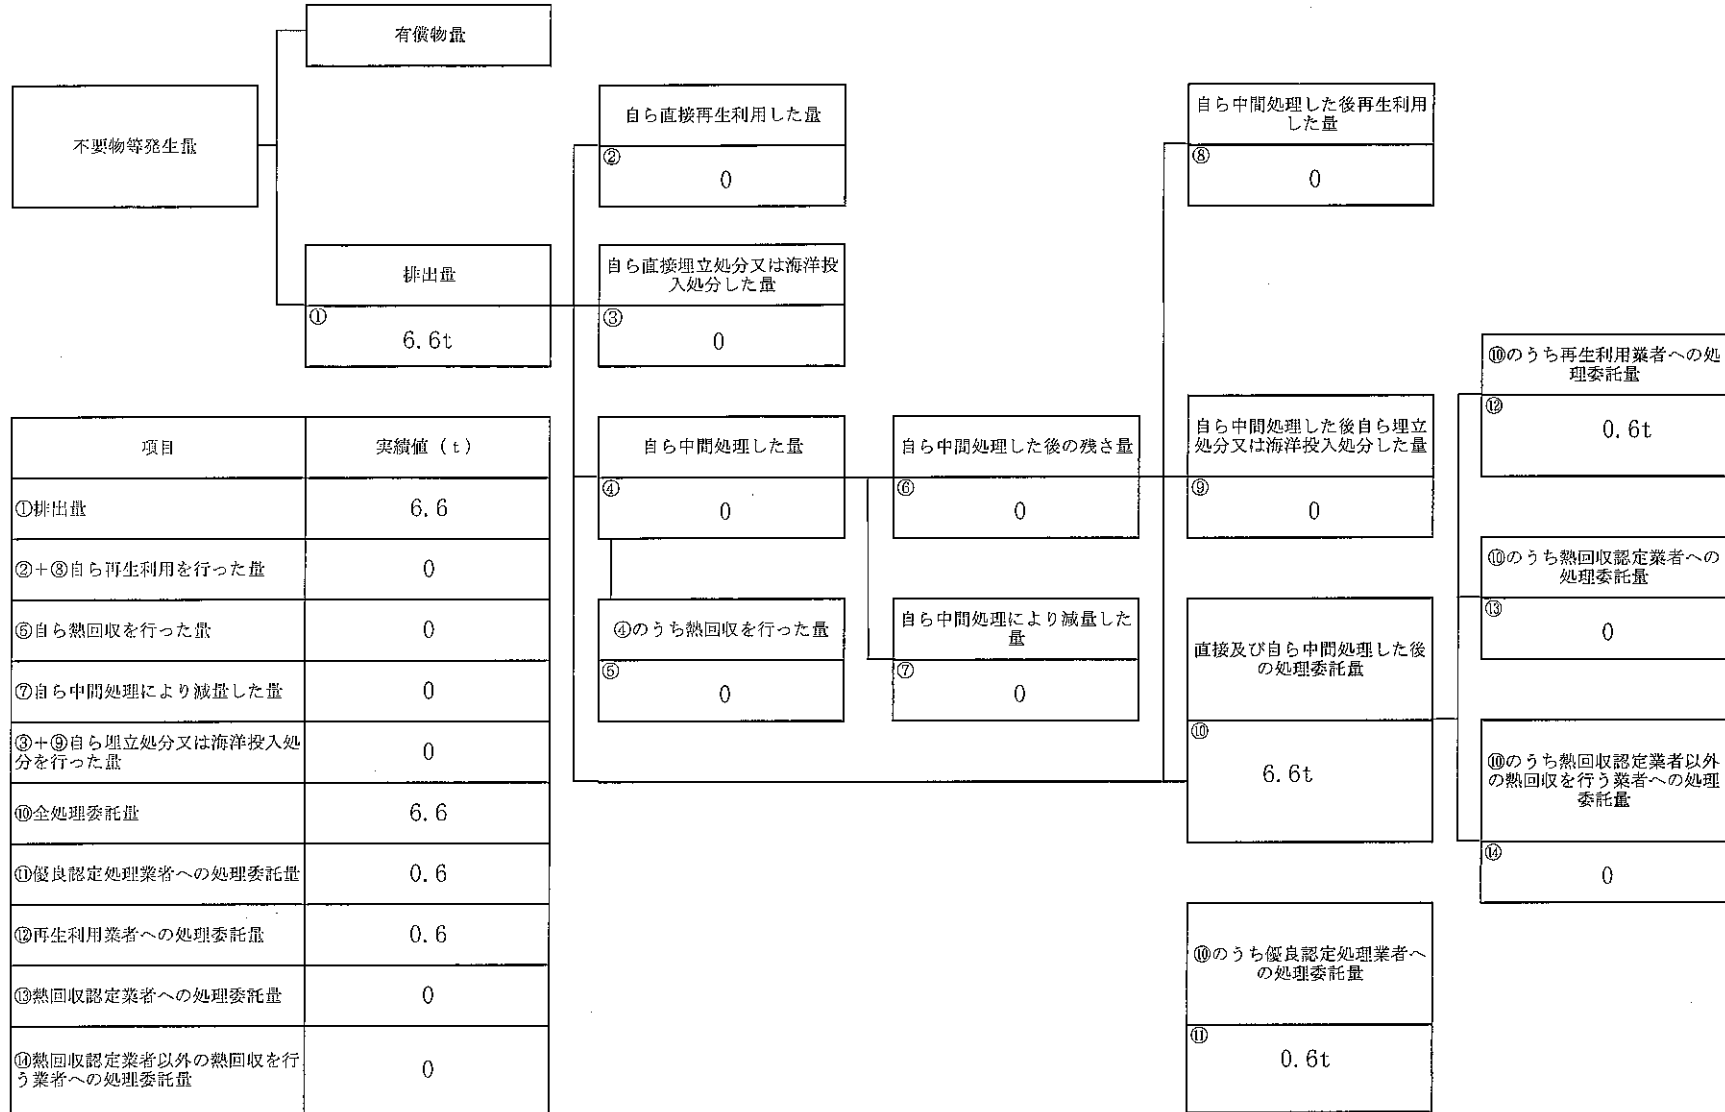 有償物量
不要物等発生量
排出量
①
6.6t
自ら直接再生利用した量
②
0
自ら直接埋立処分又は海洋投
入処分した量
③
0
自ら中間処理した量
④
0
④のうち熱回収を行った量
⑤
0
自ら中間処理した後の残さ量
⑥
0
自ら中間処理により減量した
量
⑦
0
自ら中間処理した後再生利用
した量
⑧
0
自ら中間処理した後自ら埋立
処分又は海洋投入処分した量
⑨
0
直接及び自ら中間処理した後
の処理委託量
⑩
6.6t
⑩のうち優良認定処理業者へ
の処理委託量
⑪
0.6t
⑩のうち再生利用業者への処
理委託量
⑫
0.6t
⑩のうち熱回収認定業者への
処理委託量
⑬
0
⑩のうち熱回収認定業者以外
の熱回収を行う業者への処理
委託量
⑭
0
項目 実績値（t）
①排出量 6.6
②+⑧自ら再生利用を行った量 0
⑤自ら熱回収を行った量 0
⑦自ら中間処理により減量した量 0
③+⑨自ら埋立処分又は海洋投入処
分を行った量 0
⑩全処理委託量 6.6
⑪優良認定処理業者への処理委託量 0.6
⑫再生利用業者への処理委託量 0.6
⑬熱回収認定業者への処理委託量 0
⑭熱回収認定業者以外の熱回収を行
う業者への処理委託量 0